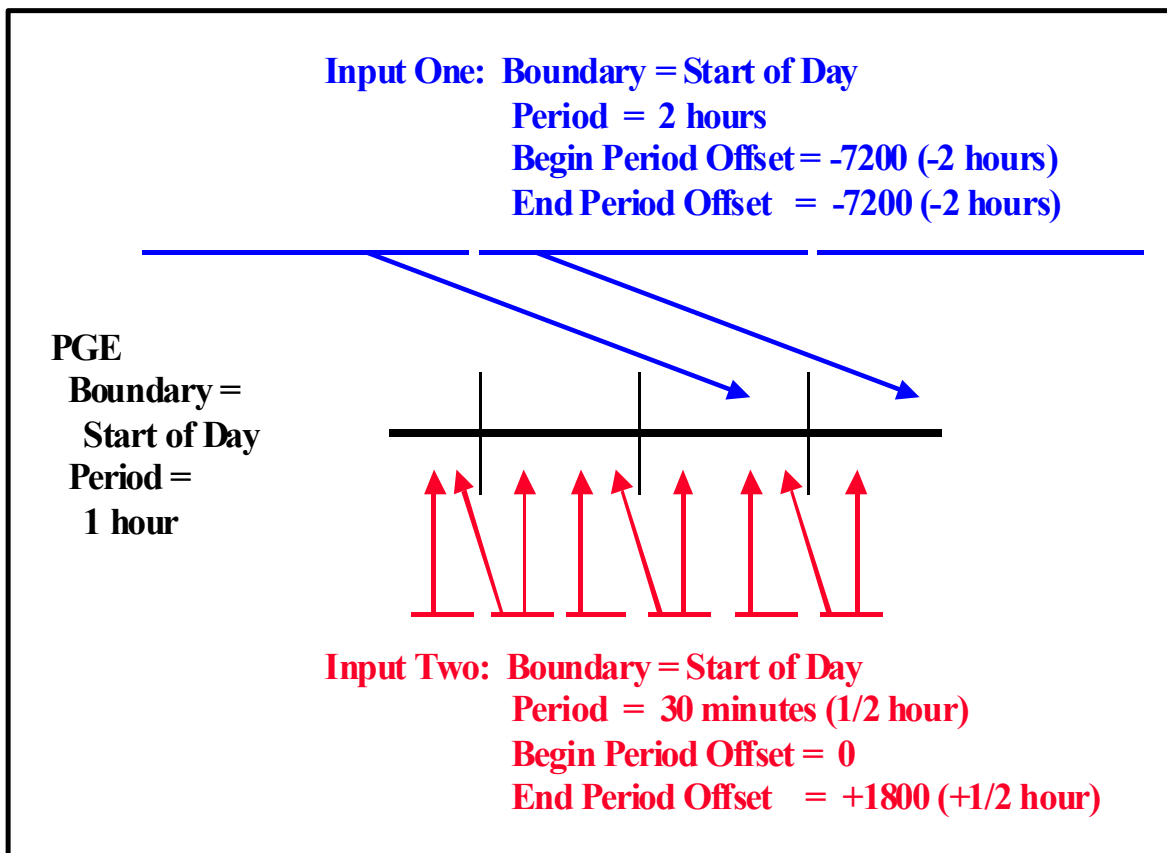 Input One: Boundary = Start of Day
Period = 2 hours
Begin Period Offset = -7200 (-2 hours)
End Period Offset = -7200 (-2 hours)
PGE
Boundary =
Start of Day
Period =
1 hour
Input Two: Boundary = Start of Day
Period = 30 minutes (1/2 hour)
Begin Period Offset = 0
End Period Offset = +1800 (+1/2 hour)